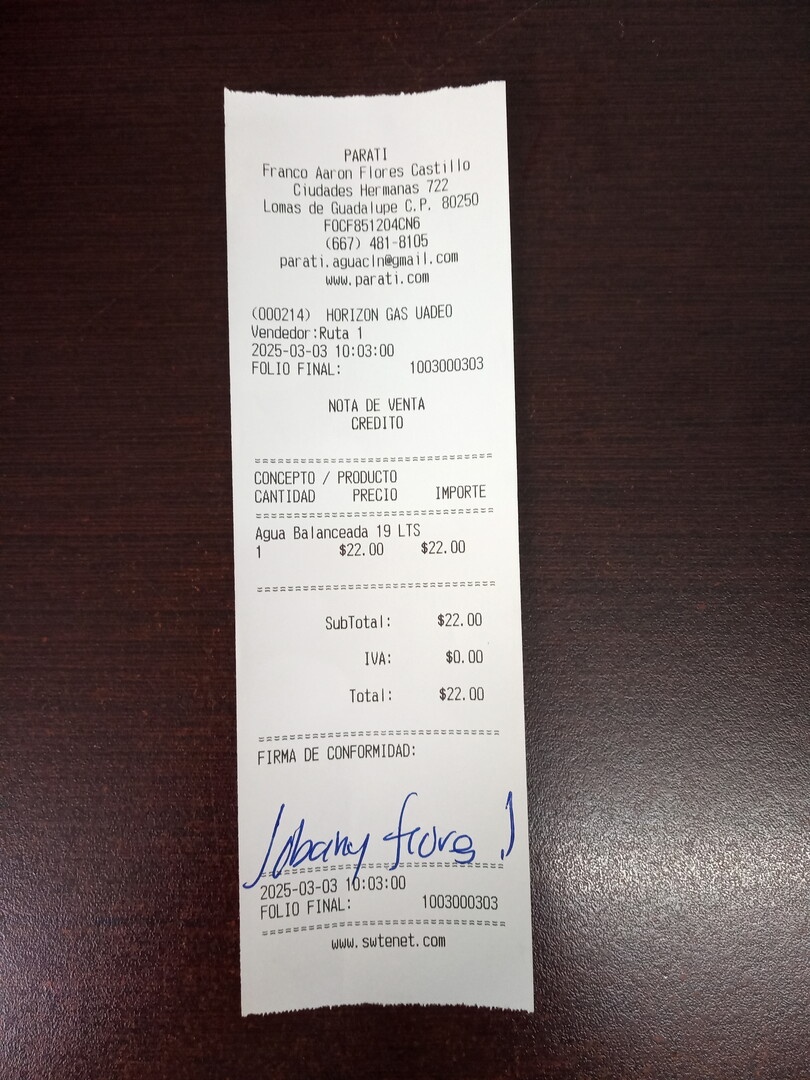 PARATI
Franco Aaron Flores Castillo
Ciudades Hermanas 722
Lomas de Guadalupe C.P. 80250
FOCF851204CN6
(667) 481-8105
parati.aguacln@gmail.com
www.parati.com
(000214) HORIZON GAS UADEO
Vendedor:Ruta 1
2025-03-03 10:03:00
FOLIO FINAL: 1003000303
NOTA DE VENTA
CREDITO
==============================
CONCEPTO / PRODUCTO
CANTIDAD PRECIO IMPORTE
==============================
Agua Balanceada 19 LTS
1 $22.00 $22.00
==============================
SubTotal: $22.00
IVA: $0.00
Total: $22.00
==============================
FIRMA DE CONFORMIDAD:
==============================
2025-03-03 10:03:00
FOLIO FINAL: 1003000303
==============================
www.swtenet.com